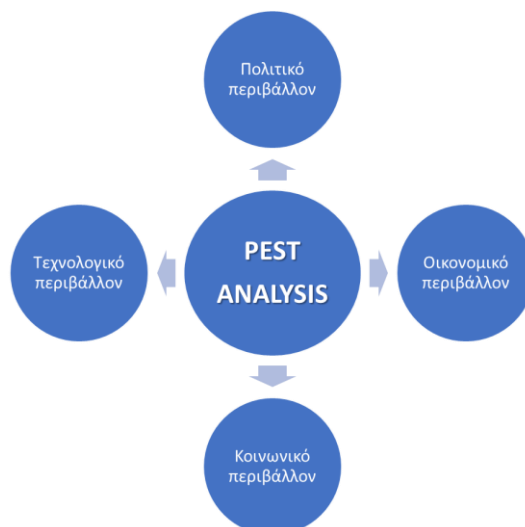 Πολιτικό
περιβάλλον
Τεχνολογικό
περιβάλλον
PEST
ANALYSIS
Οικονομικό
περιβάλλον
Κοινωνικό
περιβάλλον